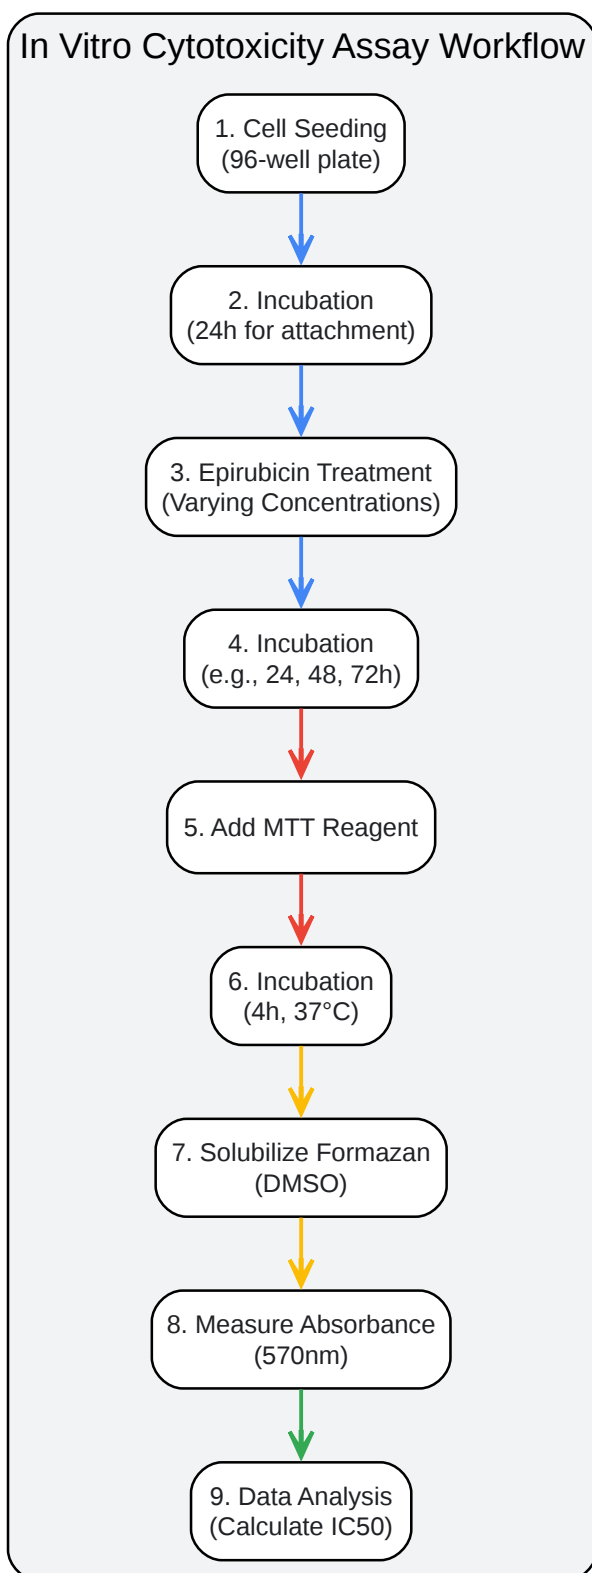 In Vitro Cytotoxicity Assay Workflow
1. Cell Seeding
(96-well plate)
2. Incubation
(24h for attachment)
3. Epirubicin Treatment
(Varying Concentrations)
4. Incubation
(e.g., 24, 48, 72h)
5. Add MTT Reagent
6. Incubation
(4h, 37°C)
7. Solubilize Formazan
(DMSO)
8. Measure Absorbance
(570nm)
9. Data Analysis
(Calculate IC50)